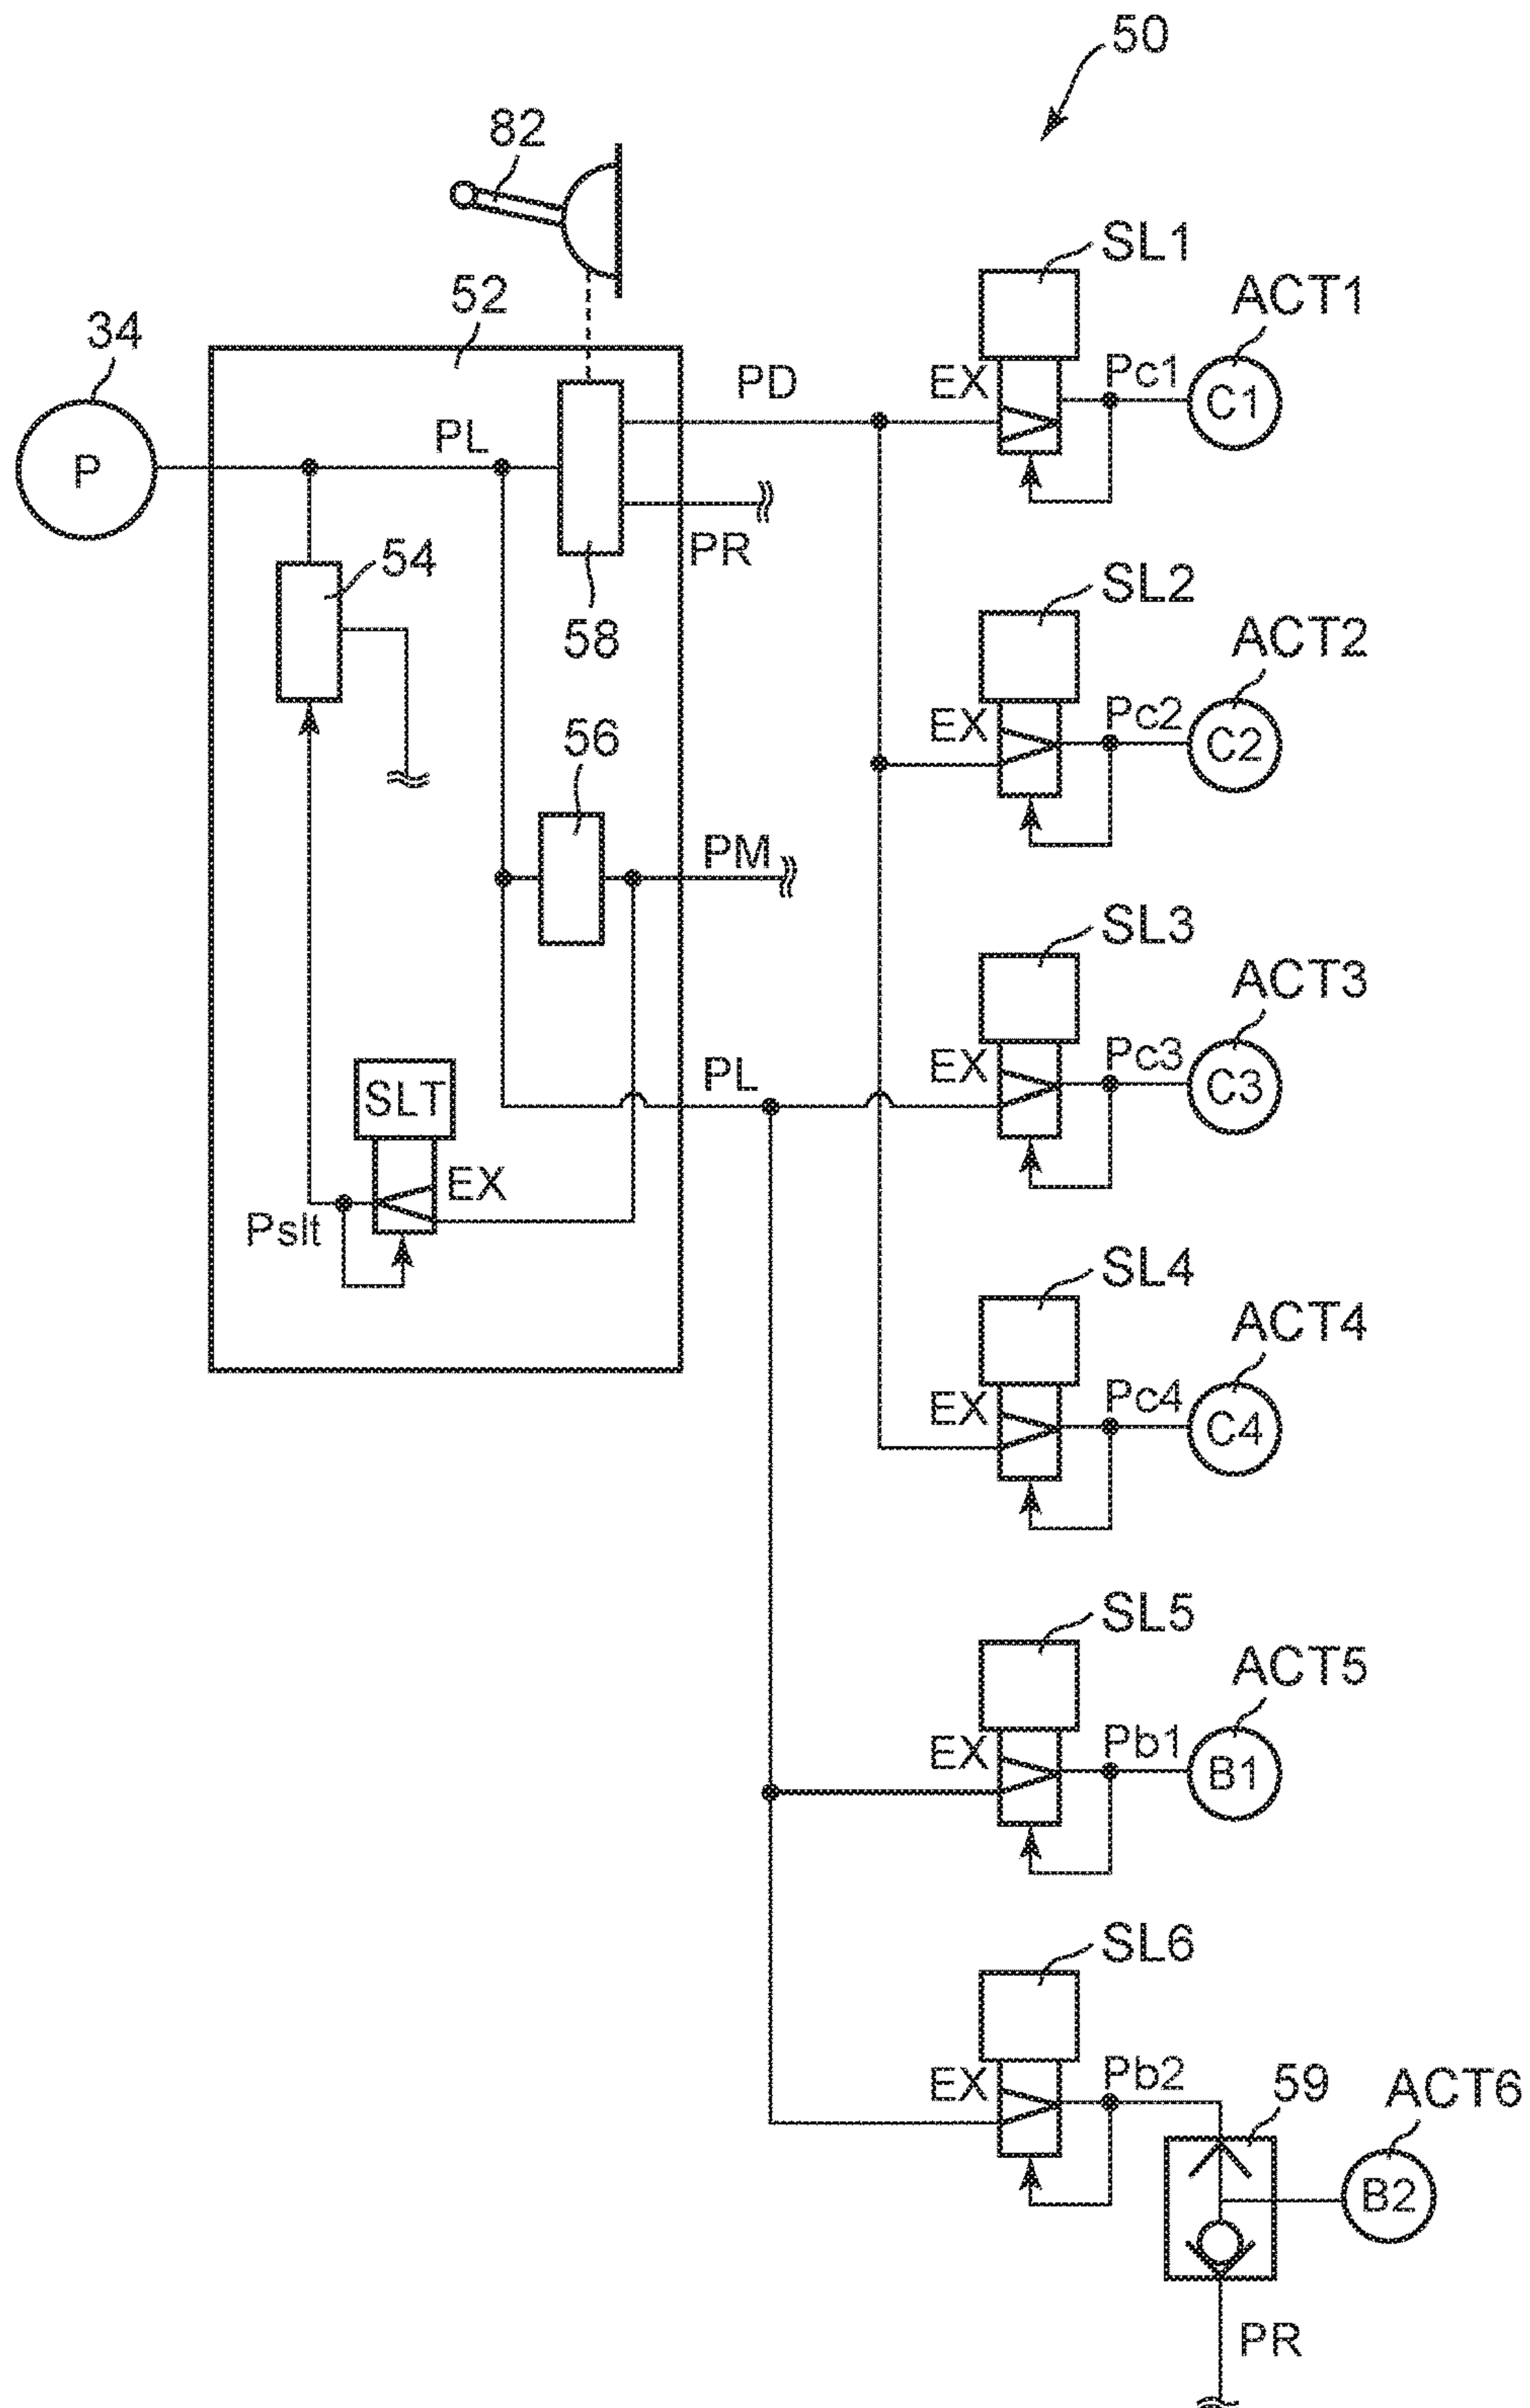 50
82
SL1
52
ACT1
34
EX
Pc1
PD
C1
PL
P
PR
54
SL2
58
ACT2
EX
Pc2
56
C2
PM
SL3
ACT3
EX
Pc3
PL
C3
SLT
EX
Pslt
SL4
ACT4
EX
Pc4
C4
SL5
ACT5
EX
Pb1
B1
SL6
EX
Pb2
59
ACT6
B2
PR